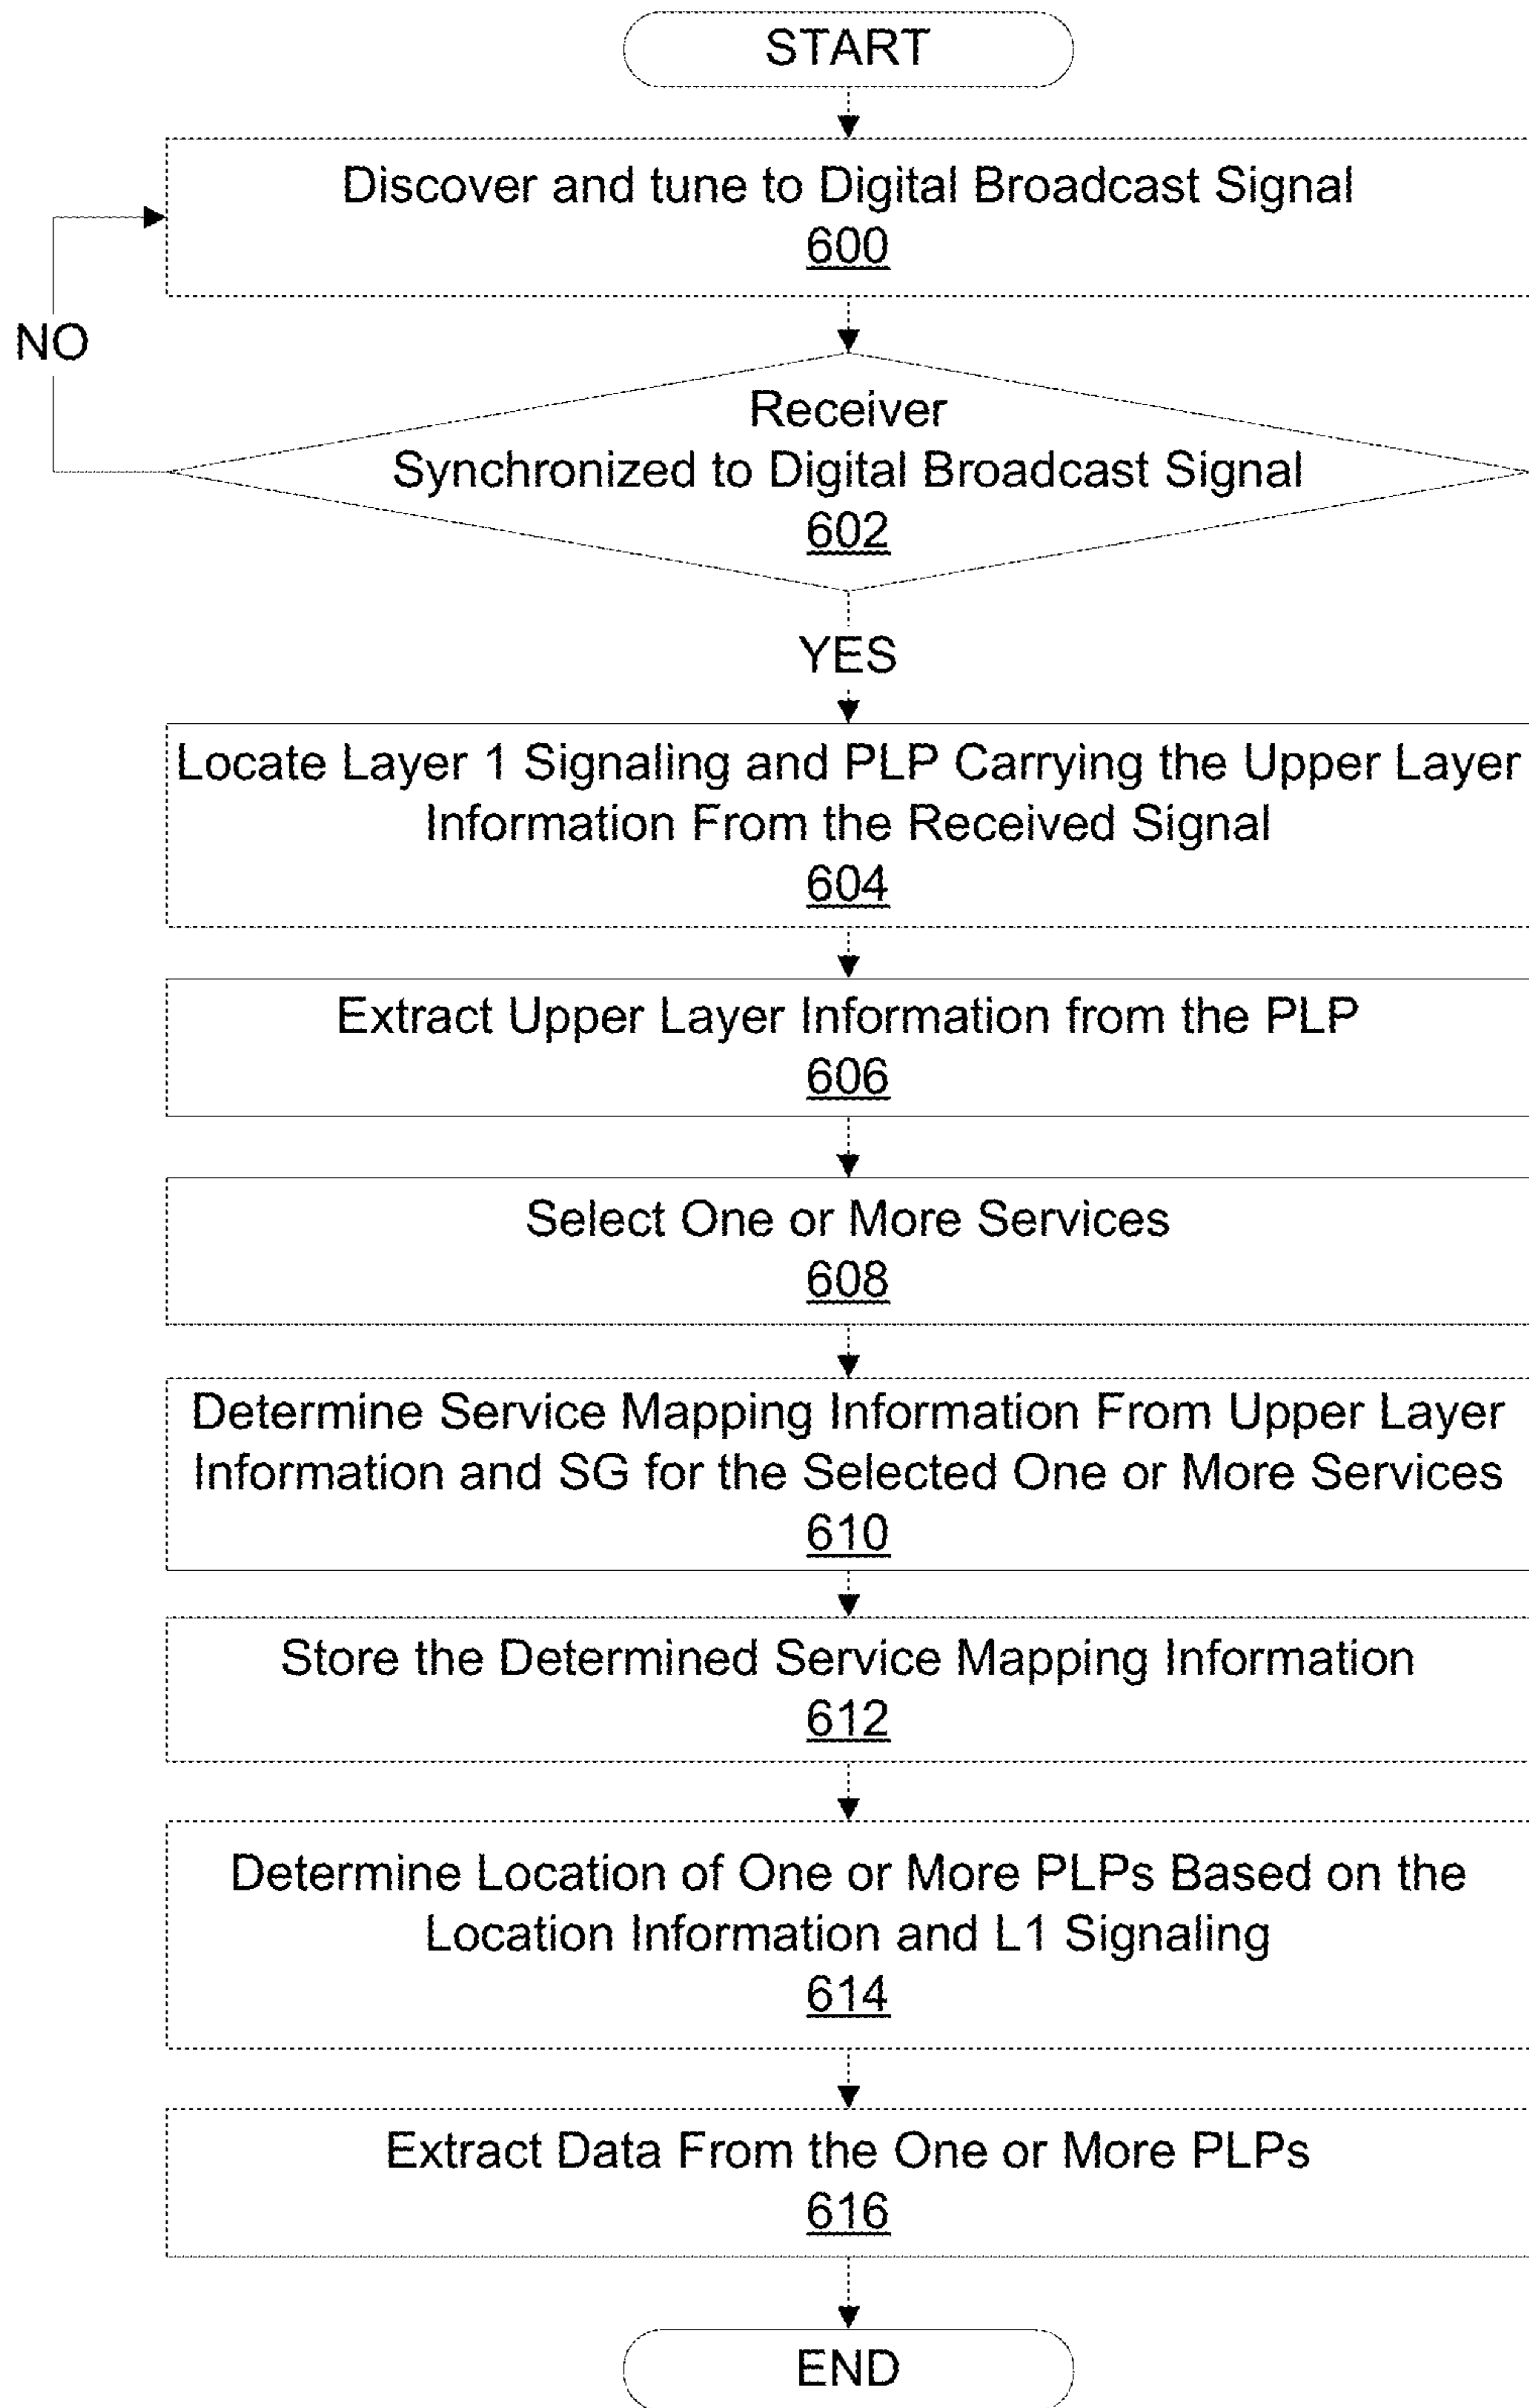 START
Discover and tune to Digital Broadcast Signal
600
NO
Receiver
Synchronized to Digital Broadcast Signal
602
YES
Locate Layer 1 Signaling and PLP Carrying the Upper Layer
Information From the Received Signal
604
Extract Upper Layer Information from the PLP
606
Select One or More Services
608
Determine Service Mapping Information From Upper Layer
Information and SG for the Selected One or More Services
610
Store the Determined Service Mapping Information
612
Determine Location of One or More PLPs Based on the
Location Information and L1 Signaling
614
Extract Data From the One or More PLPs
616
END